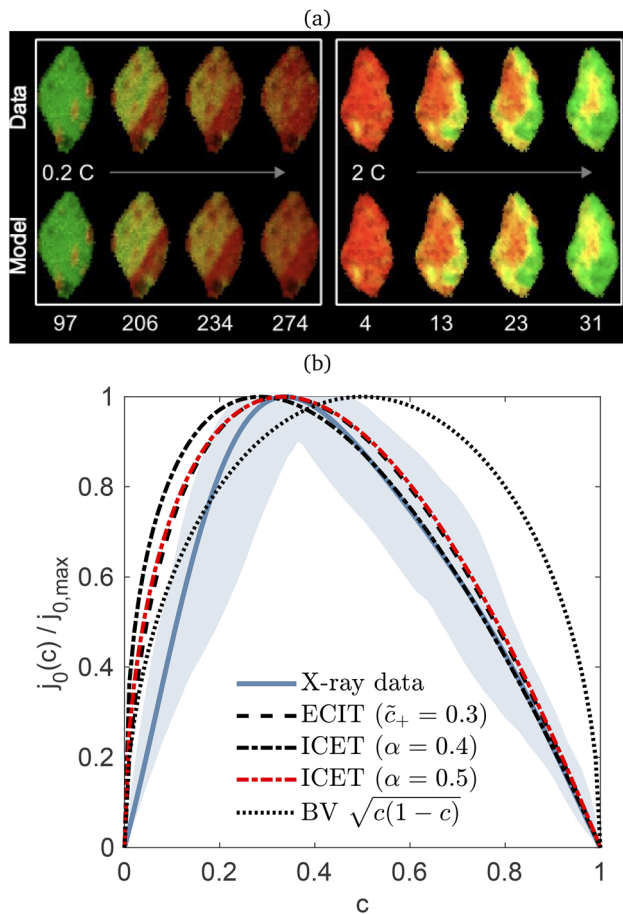 (a)
Data
0.2 C
2 C
Model
97 206 234 274 4 13 23 31
(b)
j0(c) / j0,max
1
0.8
0.6
0.4
0.2
0
X-ray data
ECIT (c̃+ = 0.3)
ICET (α = 0.4)
ICET (α = 0.5)
BV √c(1 − c)
0 0.2 0.4 0.6 0.8 1
c